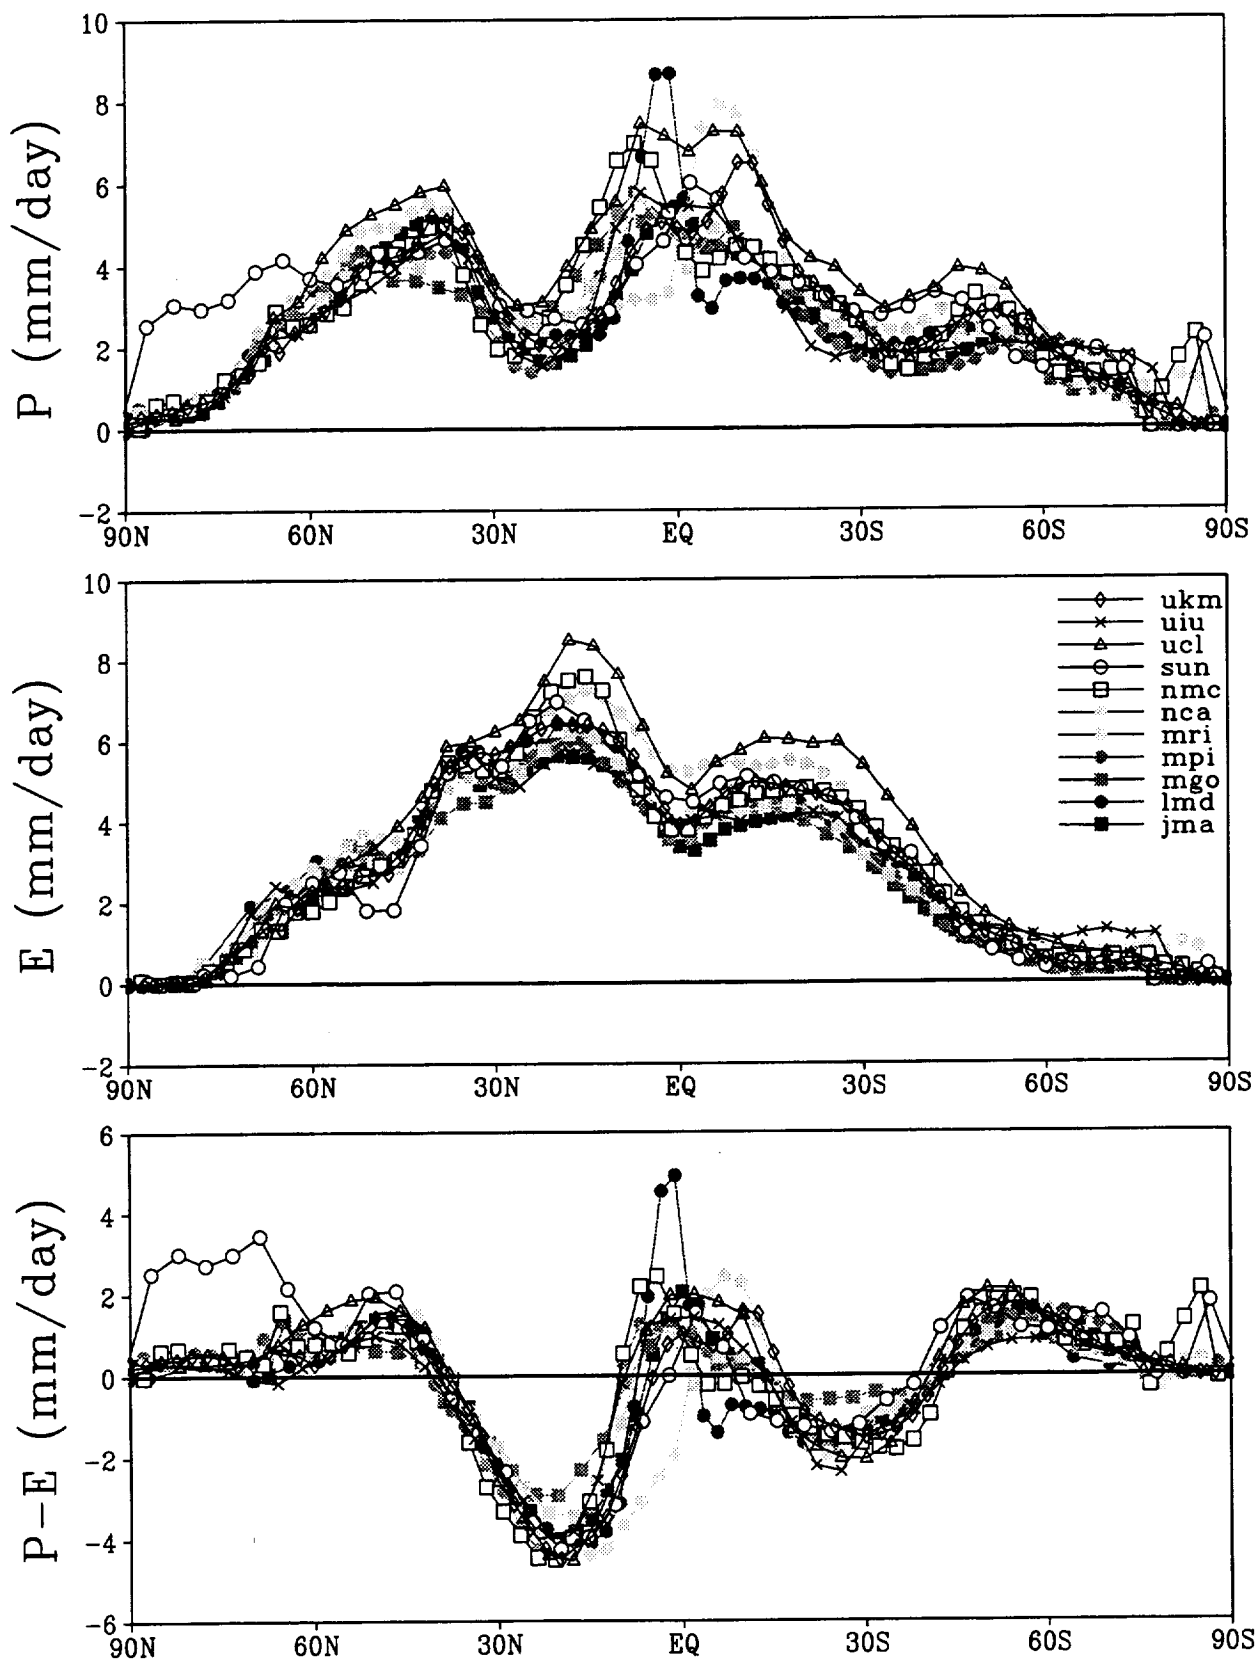 10
8
6
4
2
0
−2
P (mm/day)
90N 60N 30N EQ 30S 60S 90S
10
8
6
4
2
0
−2
E (mm/day)
ukm
uiu
ucl
sun
nmc
nca
mri
mpi
mgo
lmd
jma
90N 60N 30N EQ 30S 60S 90S
6
4
2
0
−2
−4
−6
P−E (mm/day)
90N 60N 30N EQ 30S 60S 90S